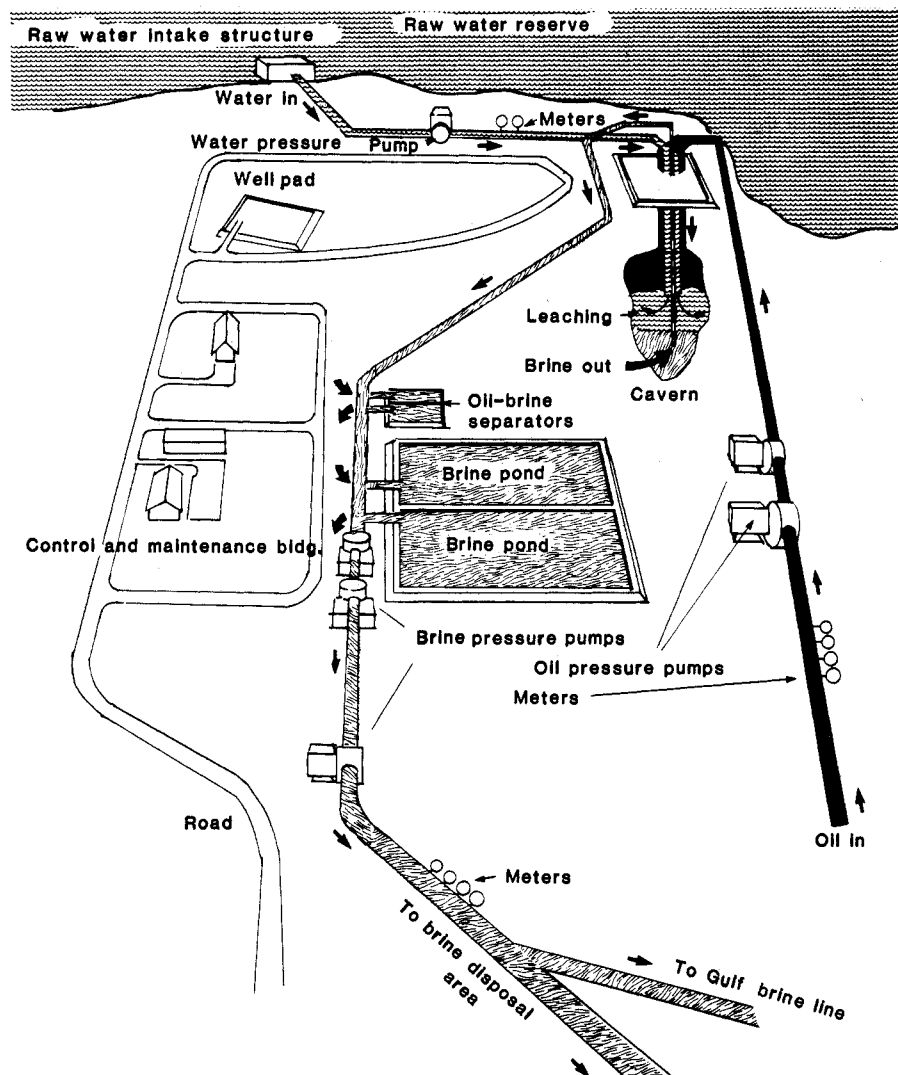 Raw water intake structure
Raw water reserve
Water in
Meters
Water pressure
Pump
Well pad
Leaching
Brine out
Cavern
Oil-brine
separators
Brine pond
Brine pond
Control and maintenance bldg.
Brine pressure pumps
Oil pressure pumps
Meters
Road
Oil in
Meters
To brine disposal
area
To Gulf brine line